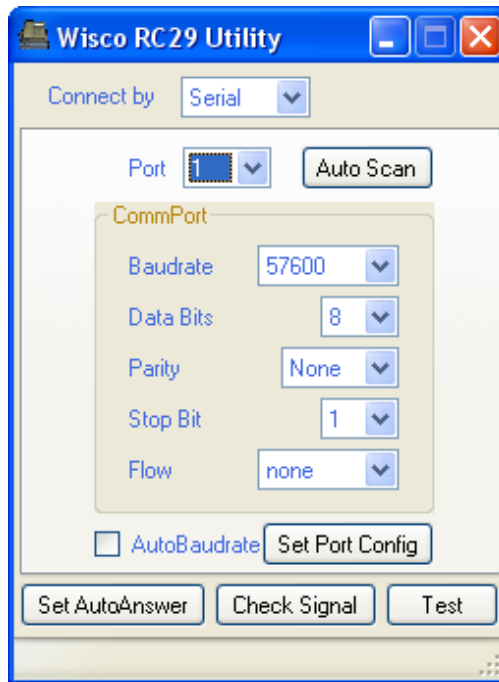 Wisco RC29 Utility
Connect by Serial
Port 1 Auto Scan
CommPort
Baudrate 57600
Data Bits 8
Parity None
Stop Bit 1
Flow none
AutoBaudrate Set Port Config
Set AutoAnswer Check Signal Test